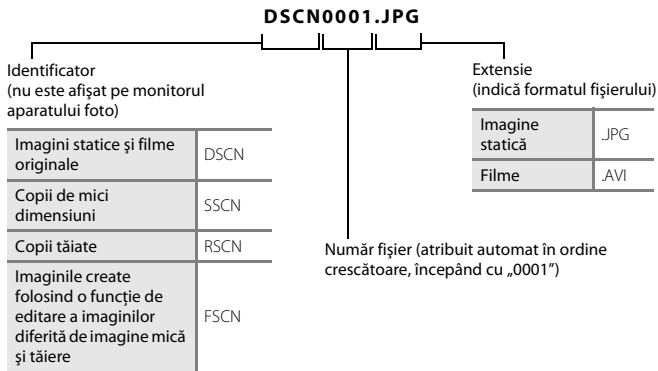 DSCN0001.JPG
Identificator
(nu este afişat pe monitorul
aparatului foto)
Imagini statice şi filme
originale
DSCN
Copii de mici
dimensiuni
SSCN
Copii tăiate
RSCN
Imaginile create
folosind o funcţie de
editare a imaginilor
diferită de imagine mică
şi tăiere
FSCN
Număr fişier (atribuit automat în ordine
crescătoare, începând cu „0001”)
Extensie
(indică formatul fişierului)
Imagine
statică
.JPG
Filme
.AVI